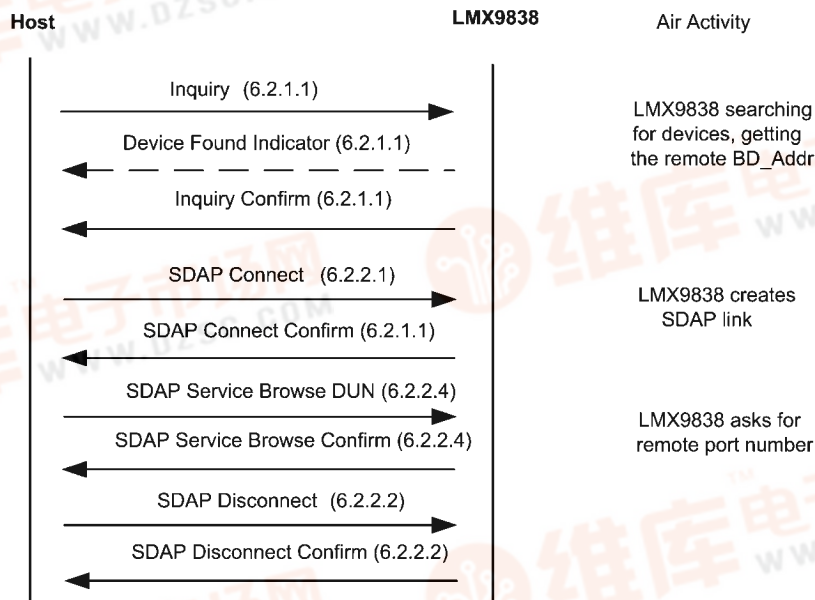 Host
LMX9838
Air Activity
Inquiry (6.2.1.1)
LMX9838 searching
for devices, getting
the remote BD_Addr
Device Found Indicator (6.2.1.1)
Inquiry Confirm (6.2.1.1)
SDAP Connect (6.2.2.1)
LMX9838 creates
SDAP link
SDAP Connect Confirm (6.2.1.1)
SDAP Service Browse DUN (6.2.2.4)
LMX9838 asks for
remote port number
SDAP Service Browse Confirm (6.2.2.4)
SDAP Disconnect (6.2.2.2)
SDAP Disconnect Confirm (6.2.2.2)